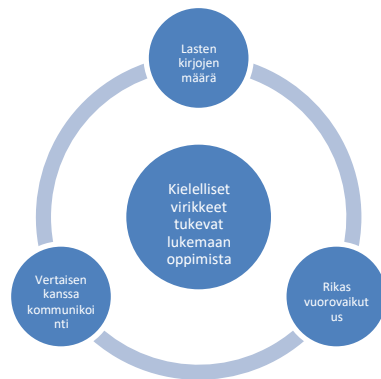 Lasten
kirjojen
määrä
Kielelliset
virikkeet
tukevat
lukemaan
oppimista
Vertaisen
kanssa
kommunikoi
nti
Rikas
vuorovaikut
us